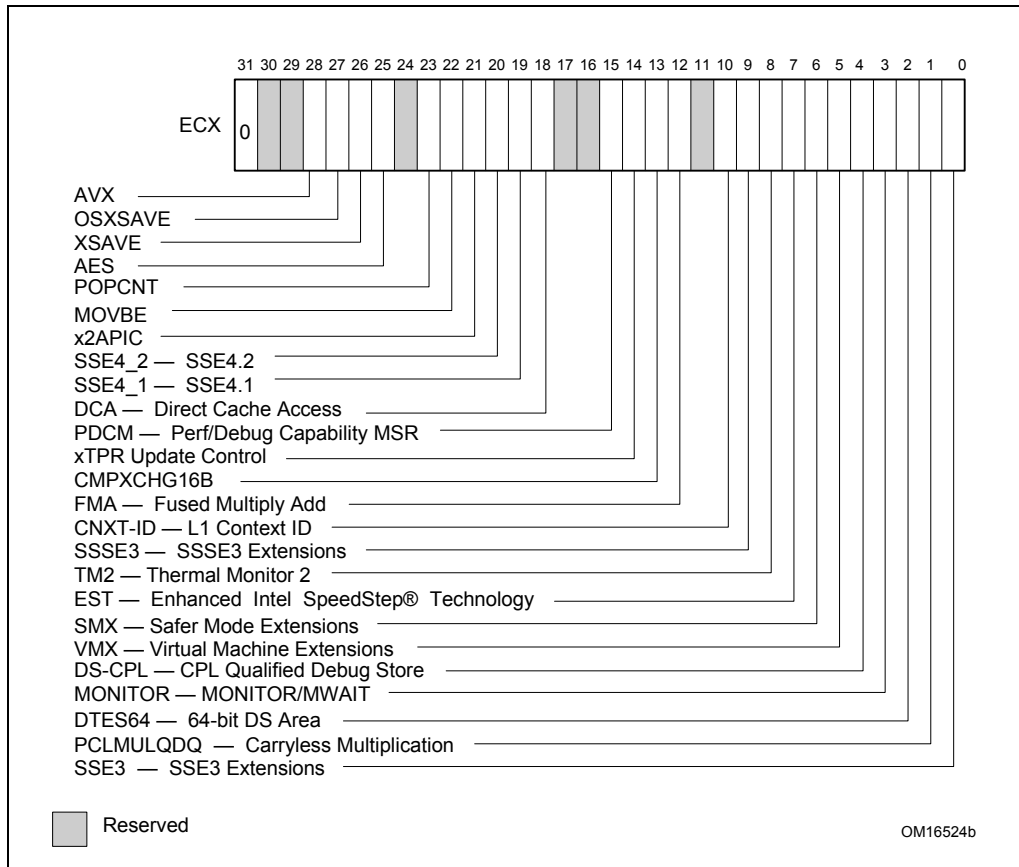 31 30 29 28 27 26 25 24 23 22 21 20 19 18 17 16 15 14 13 12 11 10 9 8 7 6 5 4 3 2 1 0
ECX 0
AVX
OSXSAVE
XSAVE
AES
POPCNT
MOVBE
x2APIC
SSE4_2 — SSE4.2
SSE4_1 — SSE4.1
DCA — Direct Cache Access
PDCM — Perf/Debug Capability MSR
xTPR Update Control
CMPXCHG16B
FMA — Fused Multiply Add
CNXT-ID — L1 Context ID
SSSE3 — SSSE3 Extensions
TM2 — Thermal Monitor 2
EST — Enhanced Intel SpeedStep® Technology
SMX — Safer Mode Extensions
VMX — Virtual Machine Extensions
DS-CPL — CPL Qualified Debug Store
MONITOR — MONITOR/MWAIT
DTES64 — 64-bit DS Area
PCLMULQDQ — Carryless Multiplication
SSE3 — SSE3 Extensions
Reserved
OM16524b